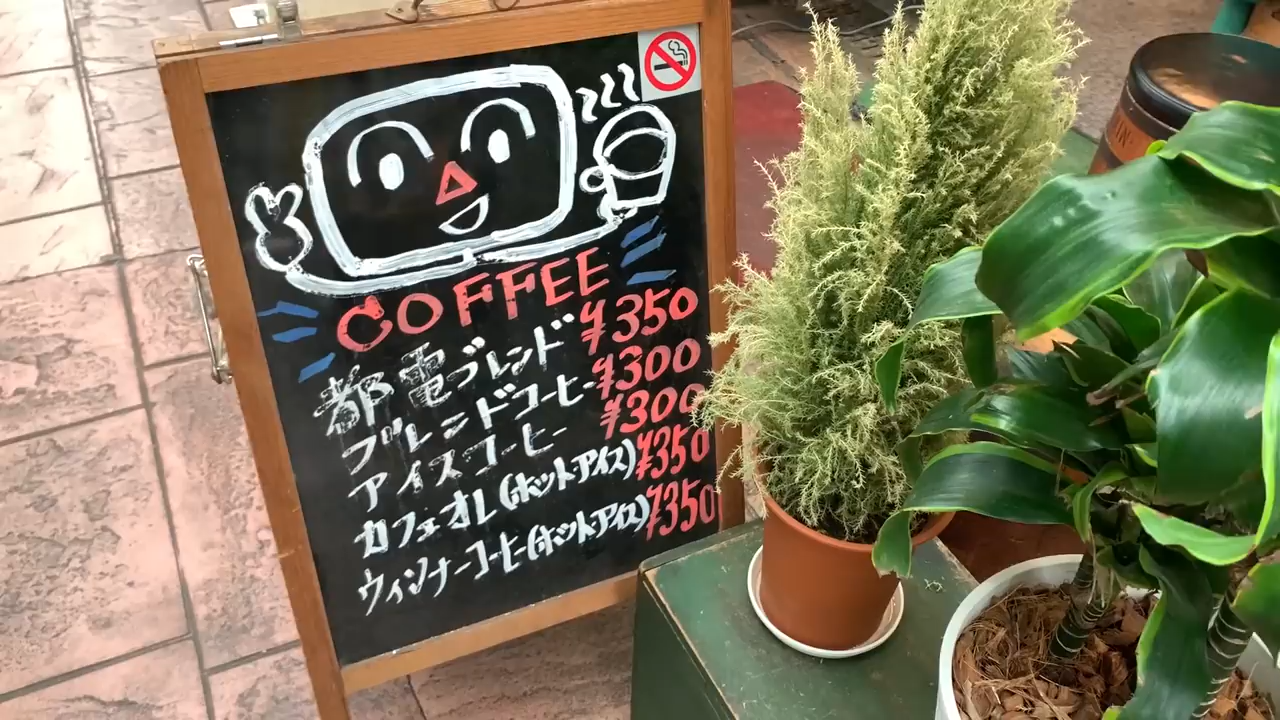 COFFEE
都電ブレンド ¥350
ブレンドコーヒー ¥300
アイスコーヒー ¥300
カフェオレ(ホット・アイス) ¥350
ウィンナーコーヒー(ホット・アイス) ¥350